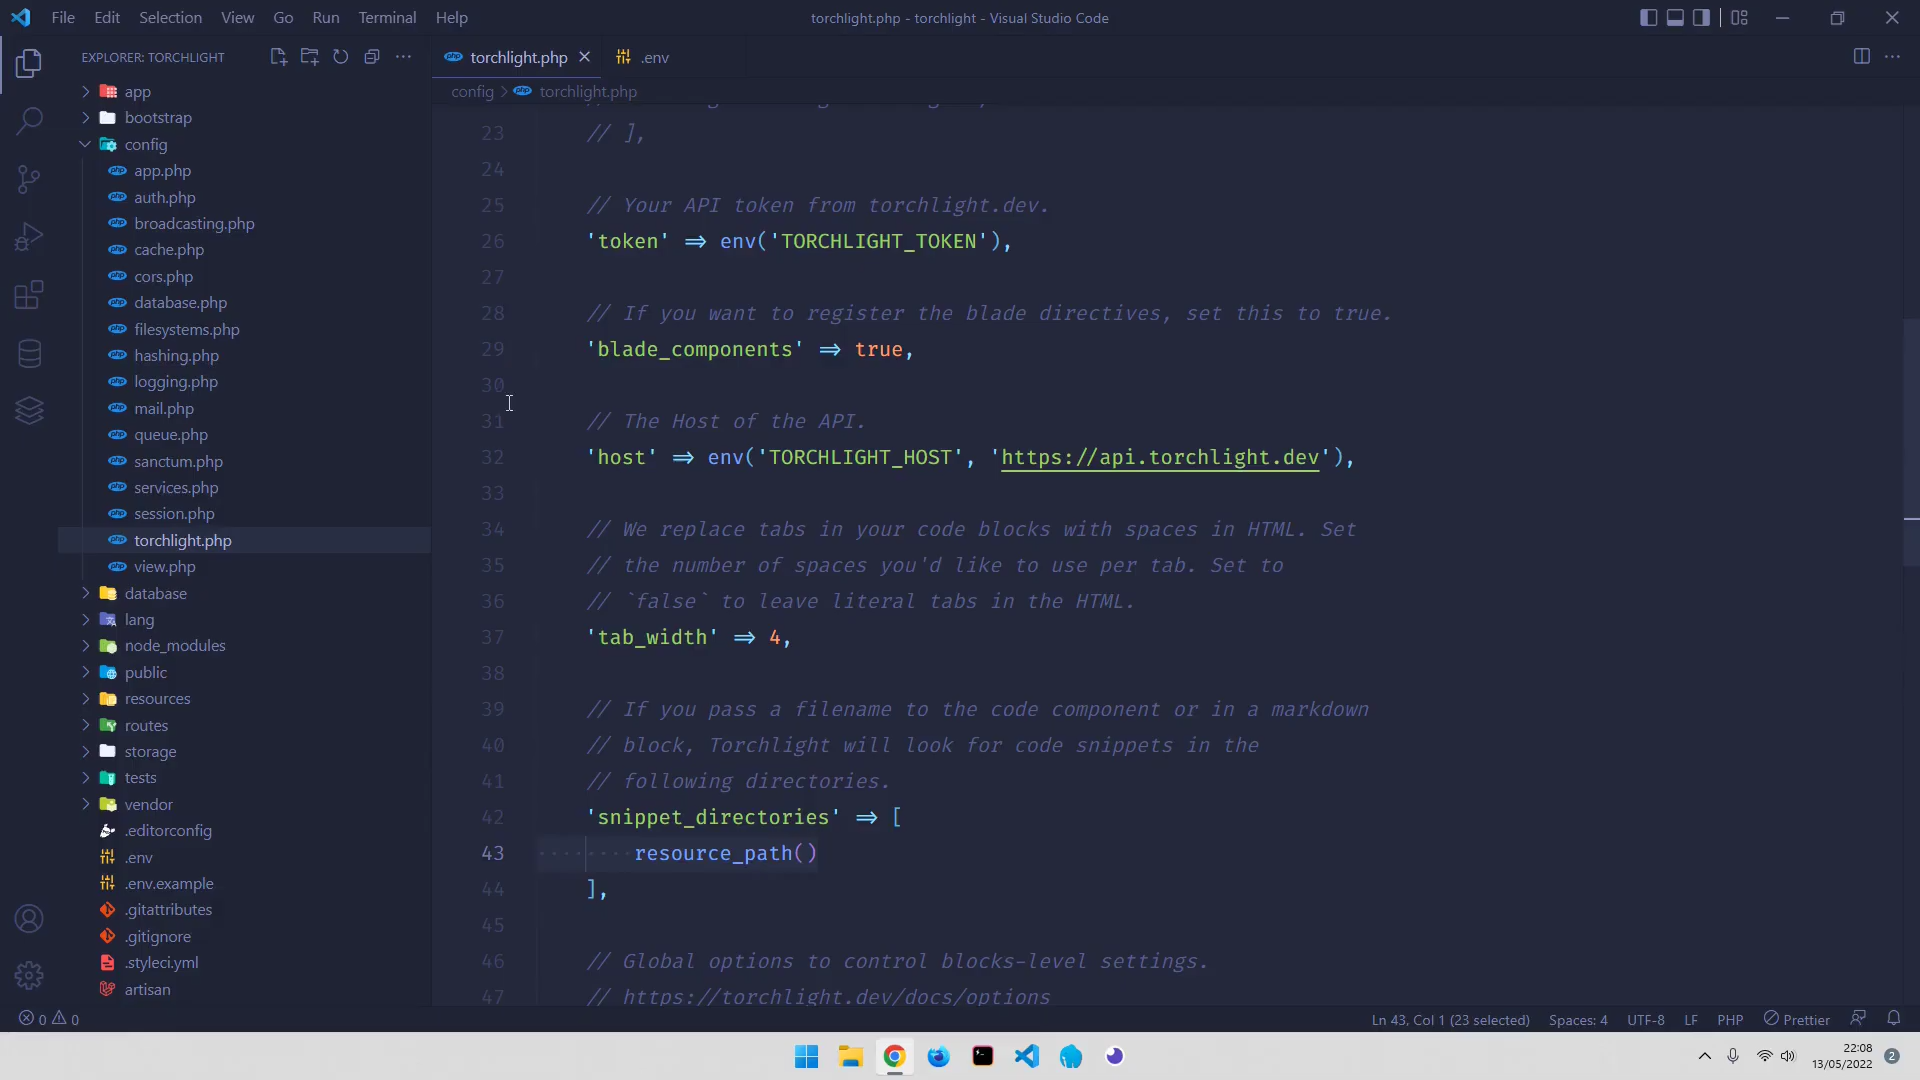 File Edit Selection View Go Run Terminal Help
torchlight.php - torchlight - Visual Studio Code
EXPLORER: TORCHLIGHT
app
bootstrap
config
app.php
auth.php
broadcasting.php
cache.php
cors.php
database.php
filesystems.php
hashing.php
logging.php
mail.php
queue.php
sanctum.php
services.php
session.php
torchlight.php
view.php
database
lang
node_modules
public
resources
routes
storage
tests
vendor
.editorconfig
.env
.env.example
.gitattributes
.gitignore
.styleci.yml
artisan
torchlight.php
.env
config > torchlight.php
23 // ],
24
25 // Your API token from torchlight.dev.
26 'token' => env('TORCHLIGHT_TOKEN'),
27
28 // If you want to register the blade directives, set this to true.
29 'blade_components' => true,
30
31 // The Host of the API.
32 'host' => env('TORCHLIGHT_HOST', 'https://api.torchlight.dev'),
33
34 // We replace tabs in your code blocks with spaces in HTML. Set
35 // the number of spaces you'd like to use per tab. Set to
36 // `false` to leave literal tabs in the HTML.
37 'tab_width' => 4,
38
39 // If you pass a filename to the code component or in a markdown
40 // block, Torchlight will look for code snippets in the
41 // following directories.
42 'snippet_directories' => [
43 resource_path()
44 ],
45
46 // Global options to control blocks-level settings.
47 // https://torchlight.dev/docs/options
0 0
Ln 43, Col 1 (23 selected) Spaces: 4 UTF-8 LF PHP Prettier
22:08
13/05/2022
2